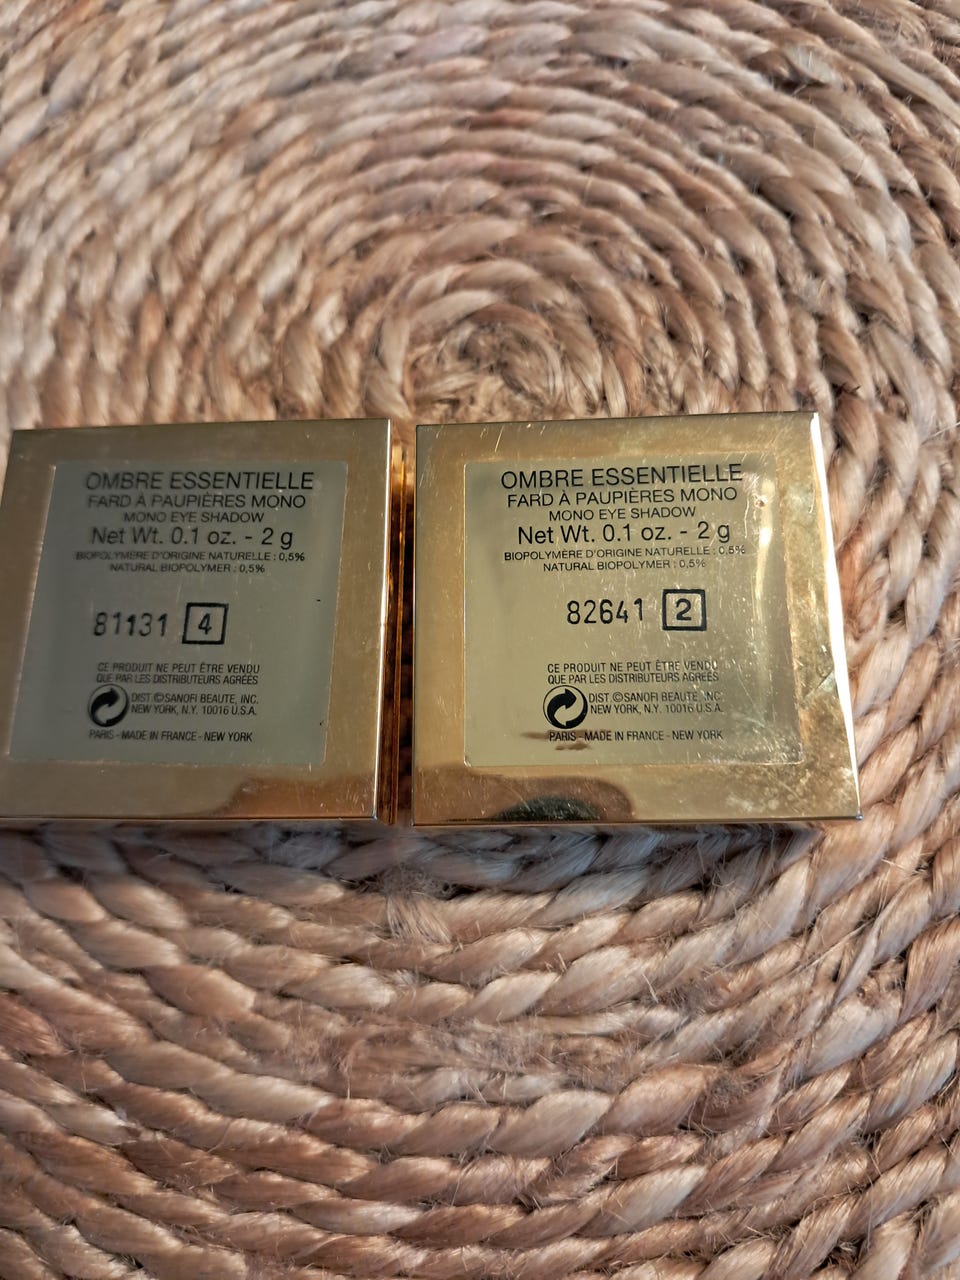 OMBRE ESSENTIELLE
FARD À PAUPIÈRES MONO
MONO EYE SHADOW
Net Wt. 0.1 oz. - 2 g
BIOPOLYMÈRE D'ORIGINE NATURELLE : 0,5%
NATURAL BIOPOLYMER : 0,5%
81131 4
CE PRODUIT NE PEUT ÊTRE VENDU
QUE PAR LES DISTRIBUTEURS AGRÉÉS
DIST. ©SANOFI BEAUTE, INC.
NEW YORK, N.Y. 10016 U.S.A.
PARIS - MADE IN FRANCE - NEW YORK
OMBRE ESSENTIELLE
FARD À PAUPIÈRES MONO
MONO EYE SHADOW
Net Wt. 0.1 oz. - 2 g
BIOPOLYMÈRE D'ORIGINE NATURELLE : 0,5%
NATURAL BIOPOLYMER : 0,5%
82641 2
CE PRODUIT NE PEUT ÊTRE VENDU
QUE PAR LES DISTRIBUTEURS AGRÉÉS
DIST ©SANOFI BEAUTE, INC.
NEW YORK, N.Y. 10016 U.S.A.
PARIS - MADE IN FRANCE - NEW YORK